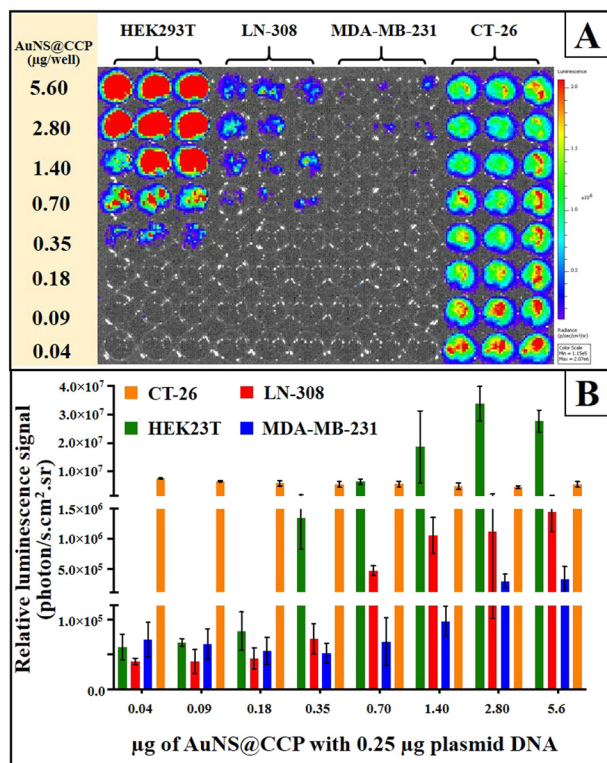 HEK293T LN-308 MDA-MB-231 CT-26
A
AuNS@CCP
(µg/well)
5.60
2.80
1.40
0.70
0.35
0.18
0.09
0.04
Luminescence
2.0
1.5
x10⁶
0.5
Radiance
(p/sec/cm²/sr)
Color Scale
Min = 1.15e5
Max = 2.07e6
B
CT-26 LN-308
HEK23T MDA-MB-231
Relative luminescence signal
(photon/s.cm².sr)
4.0×10⁷
3.0×10⁷
2.0×10⁷
1.0×10⁷
1.5×10⁶
1.0×10⁶
5.0×10⁵
1.0×10⁵
0.0
0.04 0.09 0.18 0.35 0.70 1.40 2.80 5.6
µg of AuNS@CCP with 0.25 µg plasmid DNA